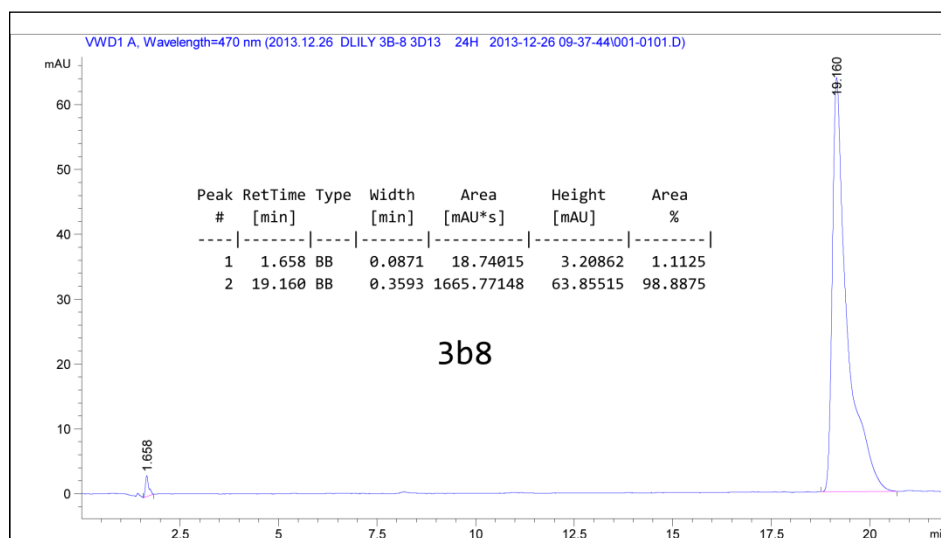 VWD1 A, Wavelength=470 nm (2013.12.26 DLILY 3B-8 3D13 24H 2013-12-26 09-37-44\001-0101.D)
mAU
19.160
60
50
Peak RetTime Type Width Area Height Area
# [min] [min] [mAU*s] [mAU] %
----|-------|----|-------|----------|----------|--------|
1 1.658 BB 0.0871 18.74015 3.20862 1.1125
2 19.160 BB 0.3593 1665.77148 63.85515 98.8875
40
30
3b8
20
10
1.658
0
2.5 5 7.5 10 12.5 15 17.5 20 mi